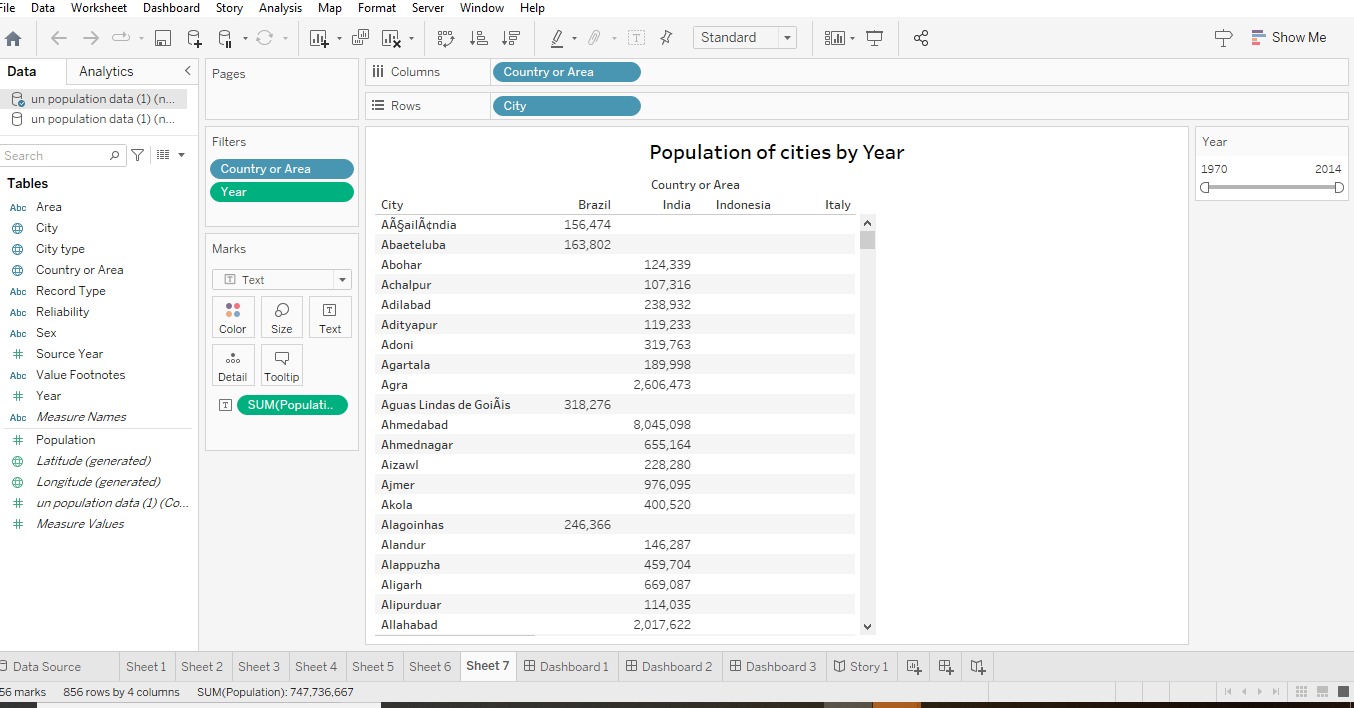 File Data Worksheet Dashboard Story Analysis Map Format Server Window Help
Standard
Show Me
Data Analytics
un population data (1) (n...
un population data (1) (n...
Search
Tables
Abc Area
City
City type
Country or Area
Abc Record Type
Abc Reliability
Abc Sex
Source Year
Abc Value Footnotes
Year
Abc Measure Names
Population
Latitude (generated)
Longitude (generated)
un population data (1) (Co...
Measure Values
Pages
Filters
Country or Area
Year
Marks
Text
Color Size Text
Detail Tooltip
SUM(Populati..
Columns Country or Area
Rows City
Population of cities by Year
Country or Area
City Brazil India Indonesia Italy
AÃ§ailÃ¢ndia 156,474
Abaeteluba 163,802
Abohar 124,339
Achalpur 107,316
Adilabad 238,932
Adityapur 119,233
Adoni 319,763
Agartala 189,998
Agra 2,606,473
Aguas Lindas de GoiÃis 318,276
Ahmedabad 8,045,098
Ahmednagar 655,164
Aizawl 228,280
Ajmer 976,095
Akola 400,520
Alagoinhas 246,366
Alandur 146,287
Alappuzha 459,704
Aligarh 669,087
Alipurduar 114,035
Allahabad 2,017,622
Year
1970 2014
Data Source Sheet 1 Sheet 2 Sheet 3 Sheet 4 Sheet 5 Sheet 6 Sheet 7 Dashboard 1 Dashboard 2 Dashboard 3 Story 1
56 marks 856 rows by 4 columns SUM(Population): 747,736,667